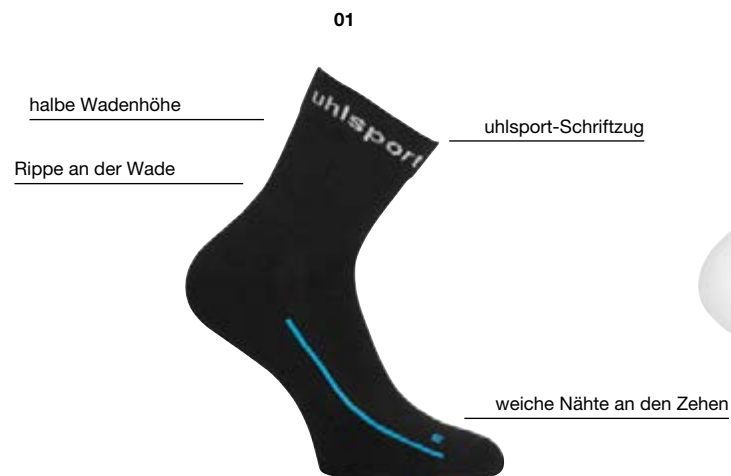 01
halbe Wadenhöhe
uhlsport
uhlsport-Schriftzug
Rippe an der Wade
weiche Nähte an den Zehen